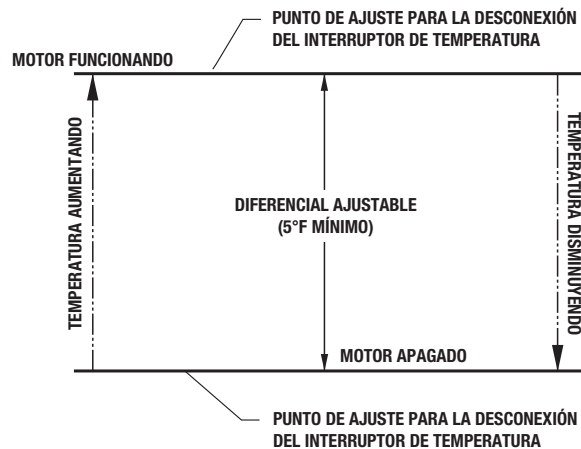 PUNTO DE AJUSTE PARA LA DESCONEXIÓN
DEL INTERRUPTOR DE TEMPERATURA
MOTOR FUNCIONANDO
TEMPERATURA AUMENTANDO
DIFERENCIAL AJUSTABLE
(5°F MÍNIMO)
TEMPERATURA DISMINUYENDO
MOTOR APAGADO
PUNTO DE AJUSTE PARA LA DESCONEXIÓN
DEL INTERRUPTOR DE TEMPERATURA